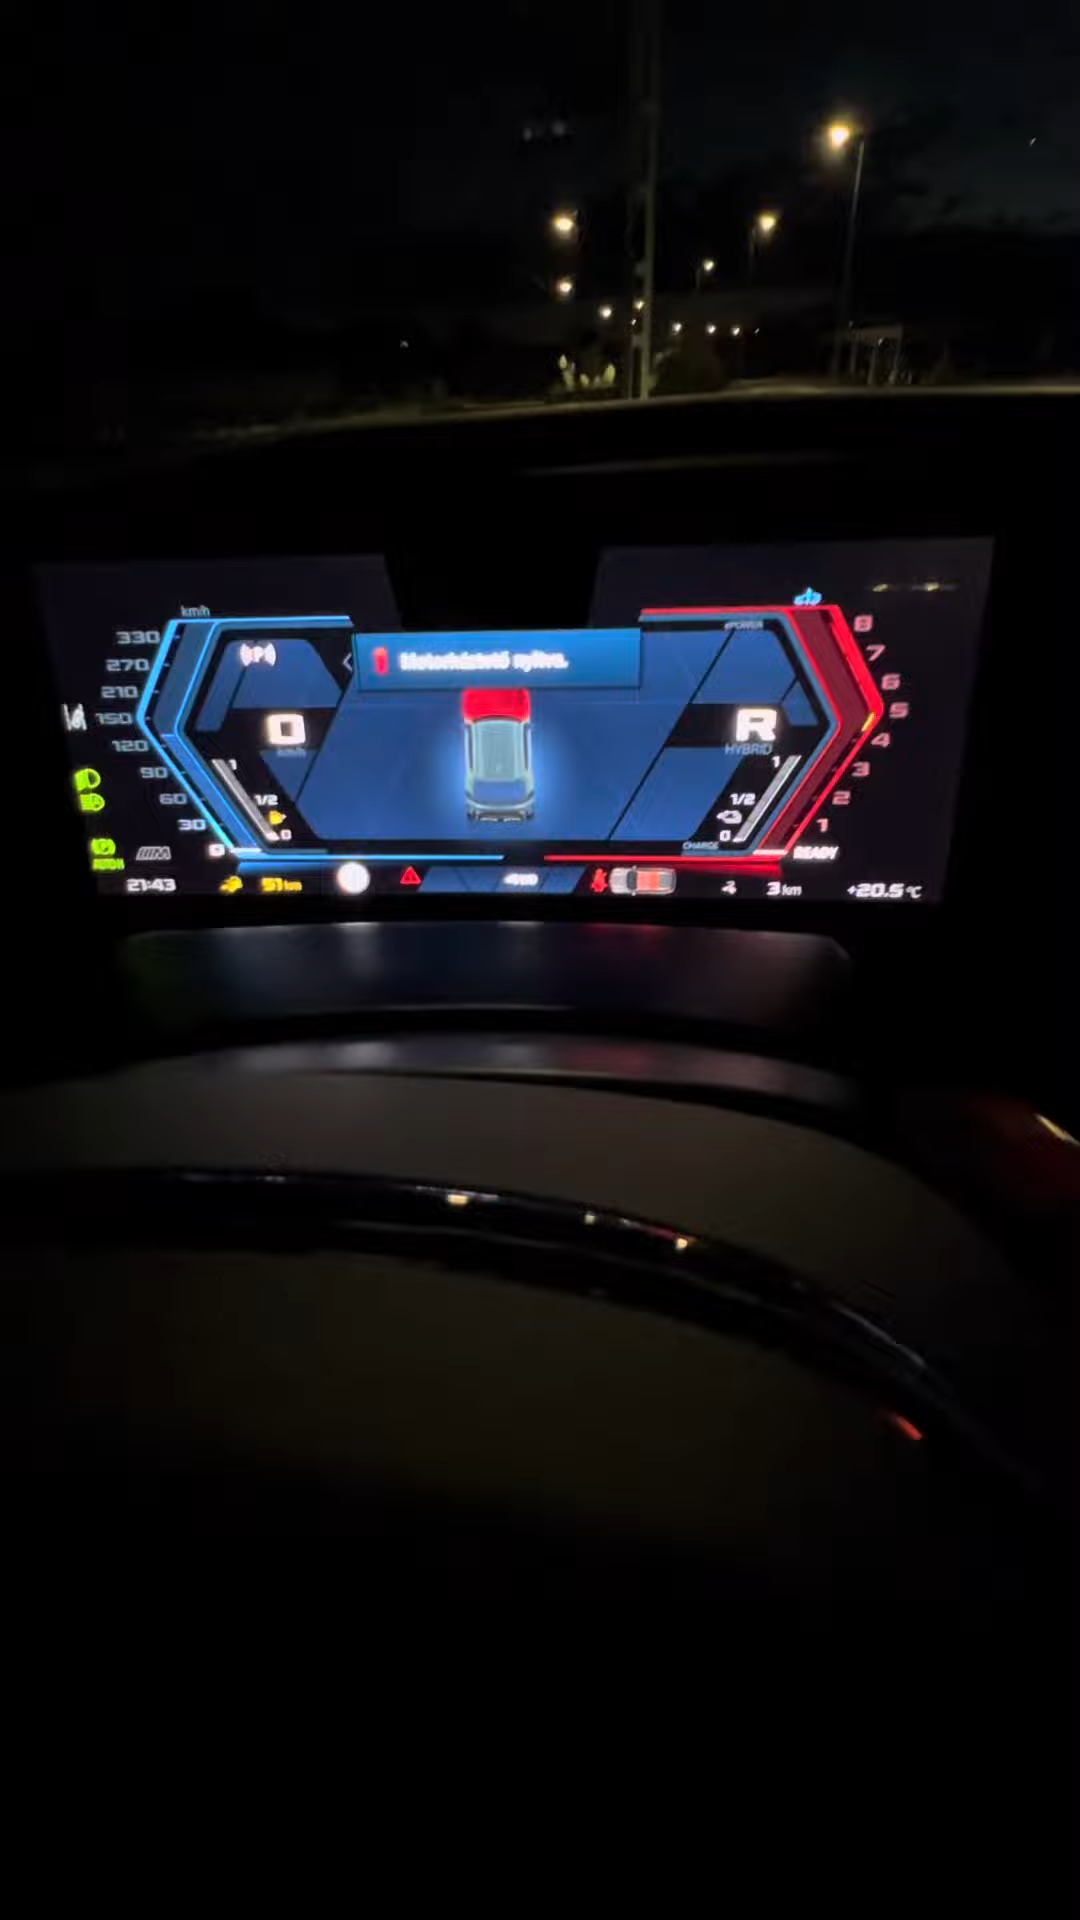 km/h
330
270
210
150
120
90
60
30
(P)
Motorháztető nyitva.
0
km/h
1
1/2
0
ePOWER
R
HYBRID
1
1/2
0
CHARGE
8
7
6
5
4
3
2
1
READY
AUTO H
M
21:43
51 km
3 km
+20.5 °C